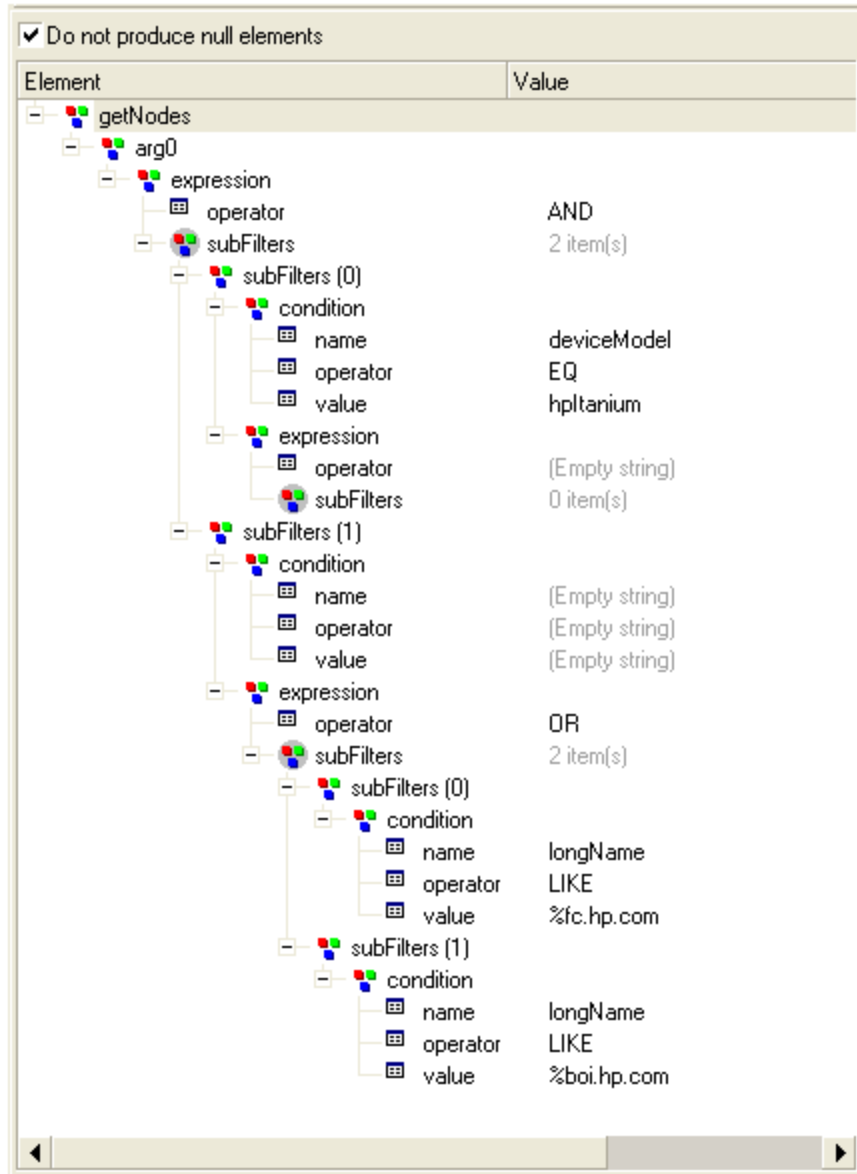 Do not produce null elements
Element Value
getNodes
arg0
expression
operator AND
subFilters 2 item(s)
subFilters (0)
condition
name deviceModel
operator EQ
value hpItanium
expression
operator (Empty string)
subFilters 0 item(s)
subFilters (1)
condition
name (Empty string)
operator (Empty string)
value (Empty string)
expression
operator OR
subFilters 2 item(s)
subFilters (0)
condition
name longName
operator LIKE
value %fc.hp.com
subFilters (1)
condition
name longName
operator LIKE
value %boi.hp.com